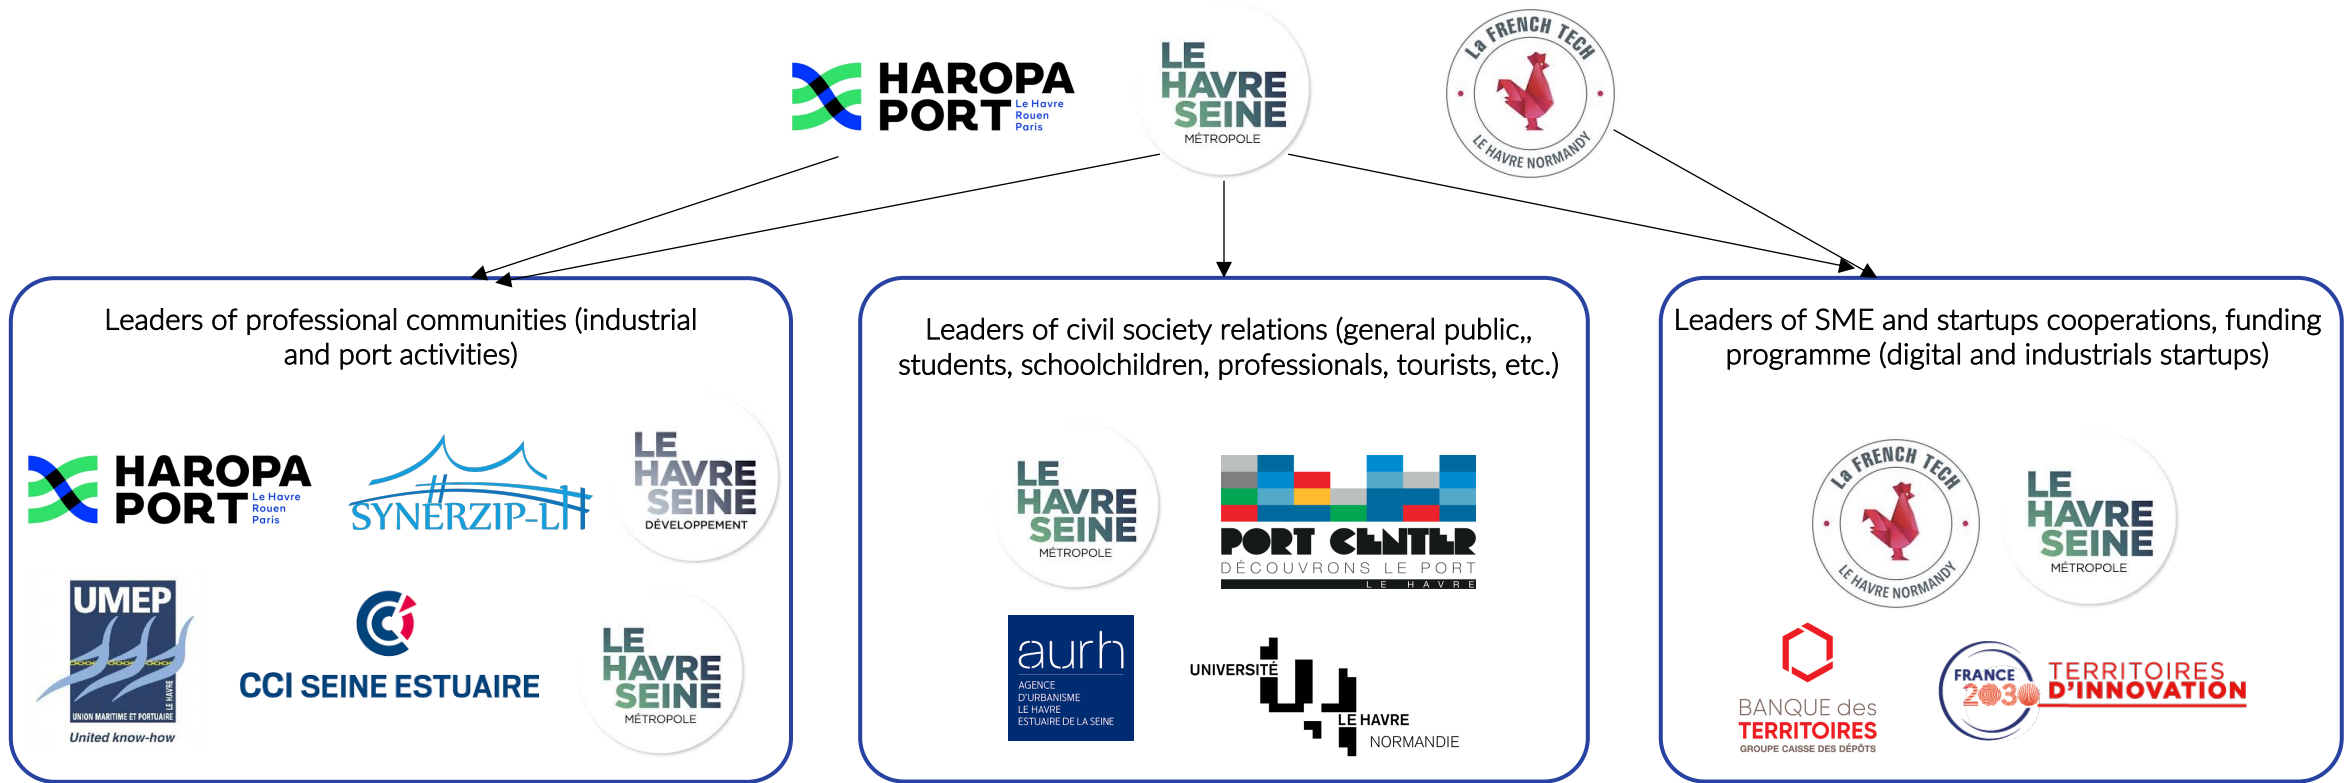 HAROPA
PORT
Le Havre
Rouen
Paris
LE
HAVRE
SEINE
MÉTROPOLE
La FRENCH TECH
LE HAVRE NORMANDY
Leaders of professional communities (industrial
and port activities)
HAROPA
PORT
Le Havre
Rouen
Paris
SYNERZIP-LH
LE
HAVRE
SEINE
DÉVELOPPEMENT
UMEP
LE HAVRE
UNION MARITIME ET PORTUAIRE
United know-how
CCI SEINE ESTUAIRE
LE
HAVRE
SEINE
MÉTROPOLE
Leaders of civil society relations (general public,,
students, schoolchildren, professionals, tourists, etc.)
LE
HAVRE
SEINE
MÉTROPOLE
PORT CENTER
DÉCOUVRONS LE PORT
LE HAVRE
aurh
AGENCE
D'URBANISME
LE HAVRE
ESTUAIRE DE LA SEINE
UNIVERSITÉ
LE HAVRE
NORMANDIE
Leaders of SME and startups cooperations, funding
programme (digital and industrials startups)
La FRENCH TECH
LE HAVRE NORMANDY
LE
HAVRE
SEINE
MÉTROPOLE
BANQUE des
TERRITOIRES
GROUPE CAISSE DES DÉPÔTS
FRANCE
2030
TERRITOIRES
D'INNOVATION